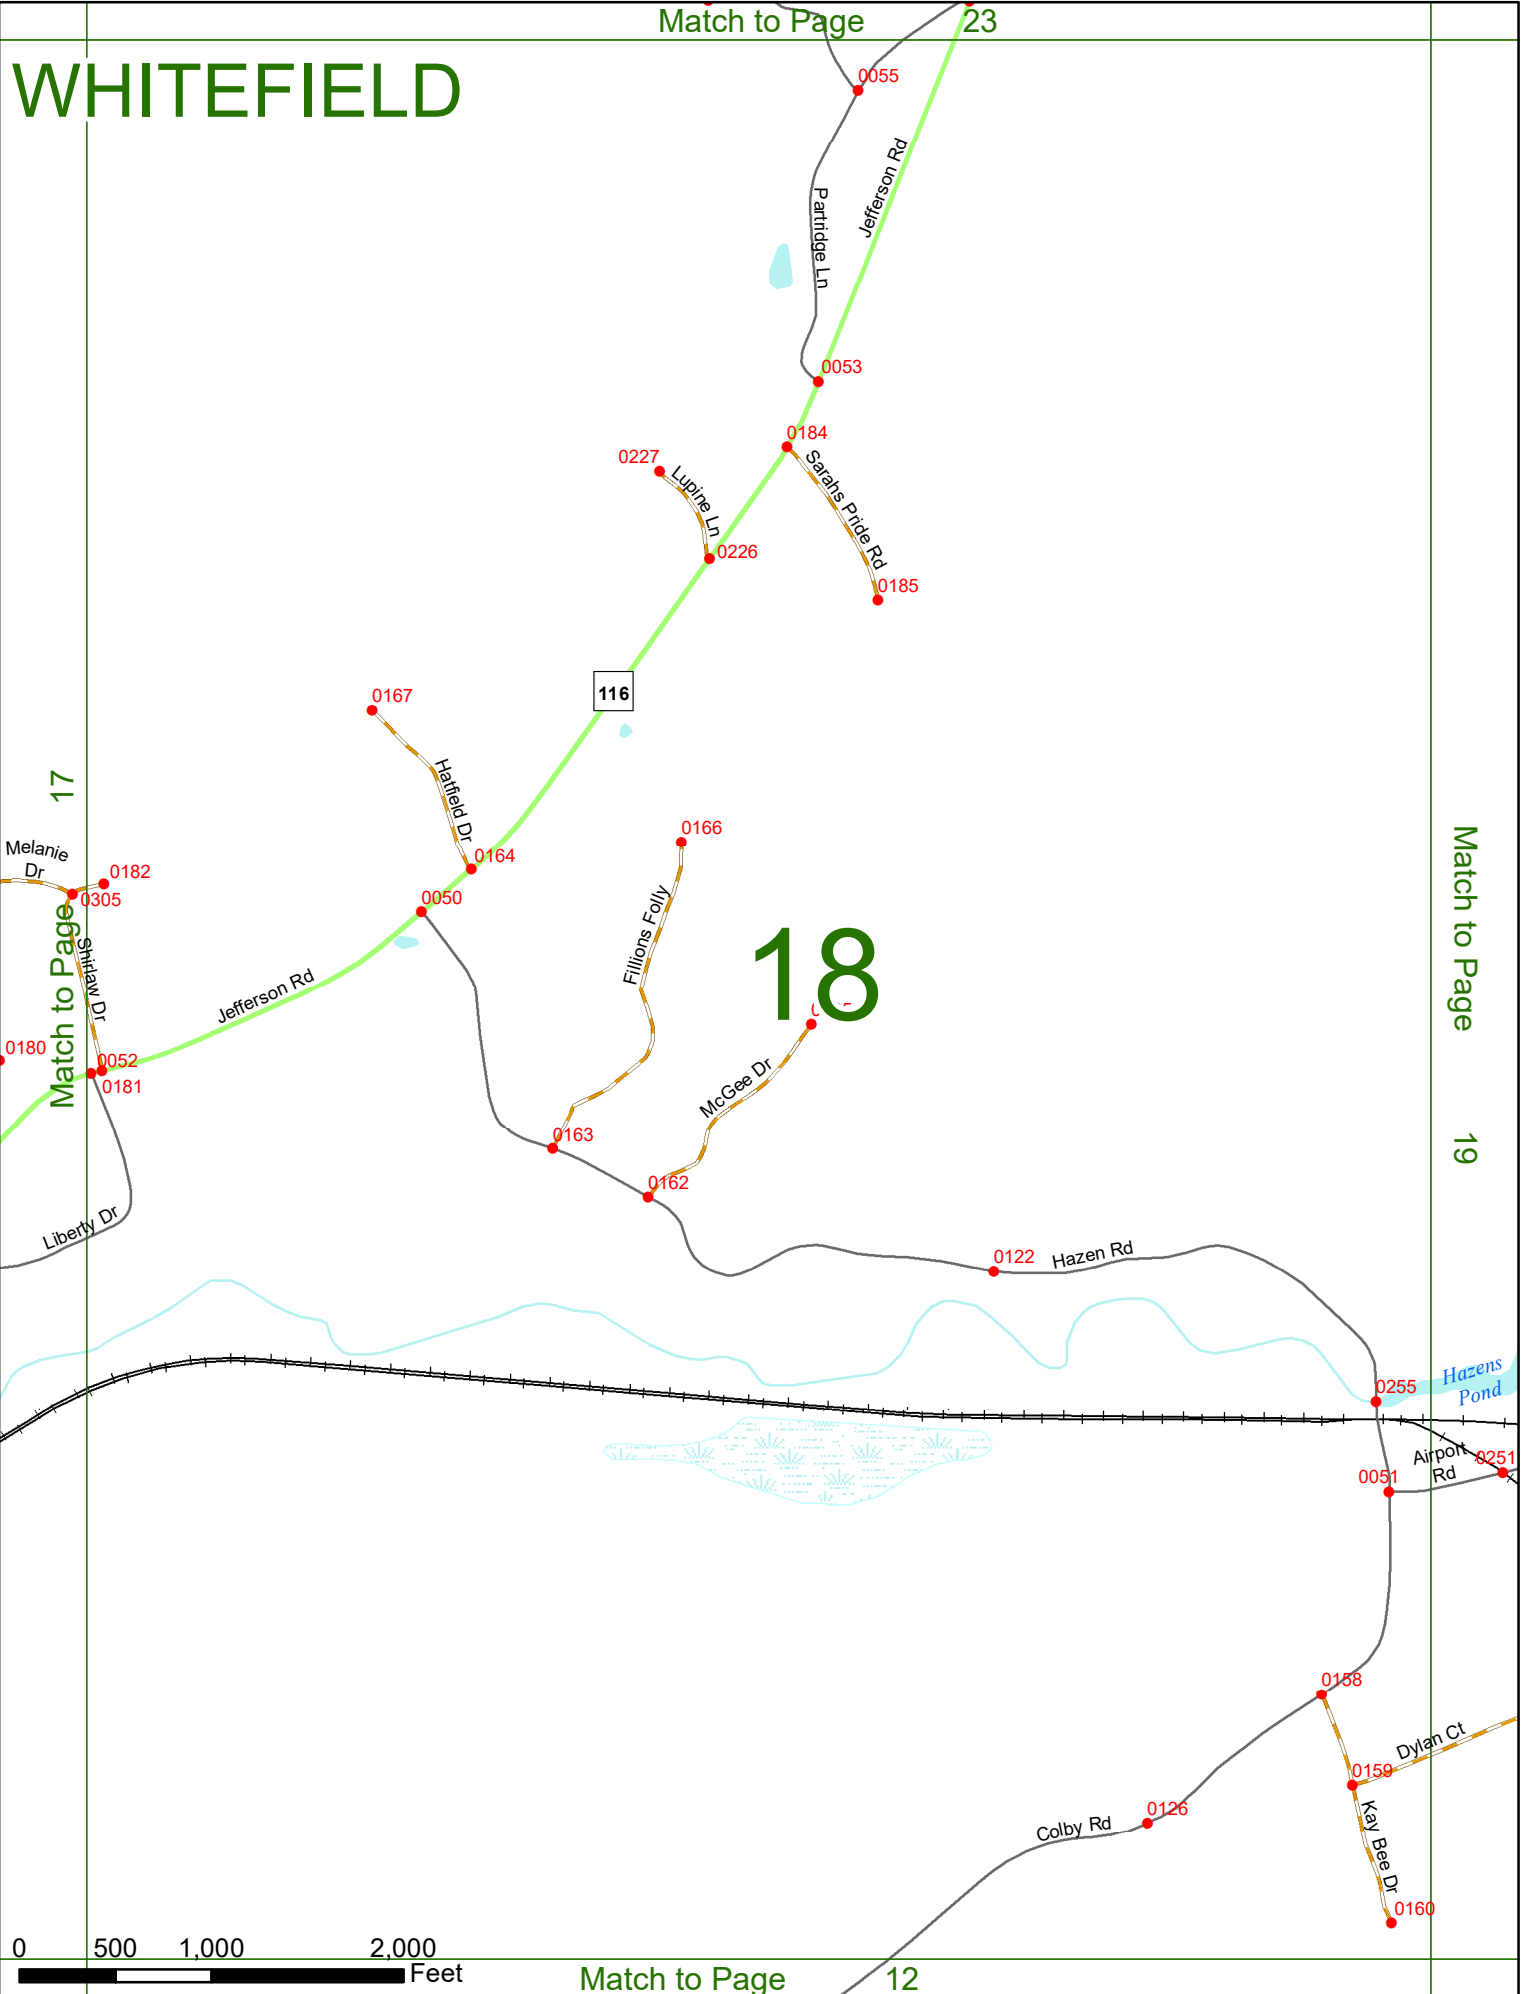 Match to Page 23
WHITEFIELD
0055
Jefferson Rd
Partridge Ln
0053
0184
0227
Lupine Ln
Sarahs Pride Rd
0226
0185
116
0167
17
Hatfield Dr
0166
Melanie
Dr
0182
0164
0305
0050
Fillions Folly
18
Match to Page
Match to Page
Shirlaw Dr
Jefferson Rd
0180
0052
0181
McGee Dr
0163
19
0162
Liberty Dr
0122
Hazen Rd
Hazens
Pond
0255
Airport
Rd
0251
0051
0158
Dylan Ct
0159
0126
Colby Rd
Kay Bee Dr
0160
0 500 1,000 2,000
Feet
Match to Page 12